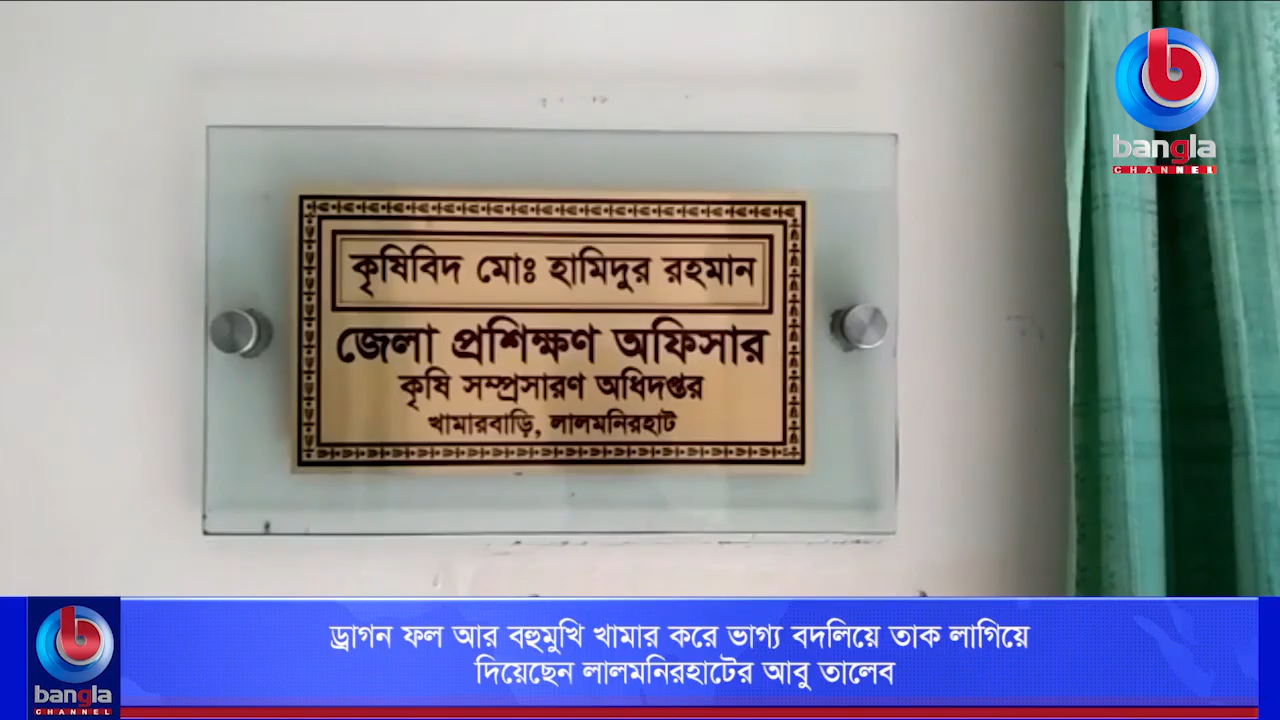 bangla
CHANNEL
কৃষিবিদ মোঃ হামিদুর রহমান
জেলা প্রশিক্ষণ অফিসার
কৃষি সম্প্রসারণ অধিদপ্তর
খামারবাড়ি, লালমনিরহাট
ড্রাগন ফল আর বহুমুখি খামার করে ভাগ্য বদলিয়ে তাক লাগিয়ে
দিয়েছেন লালমনিরহাটের আবু তালেব
bangla
CHANNEL